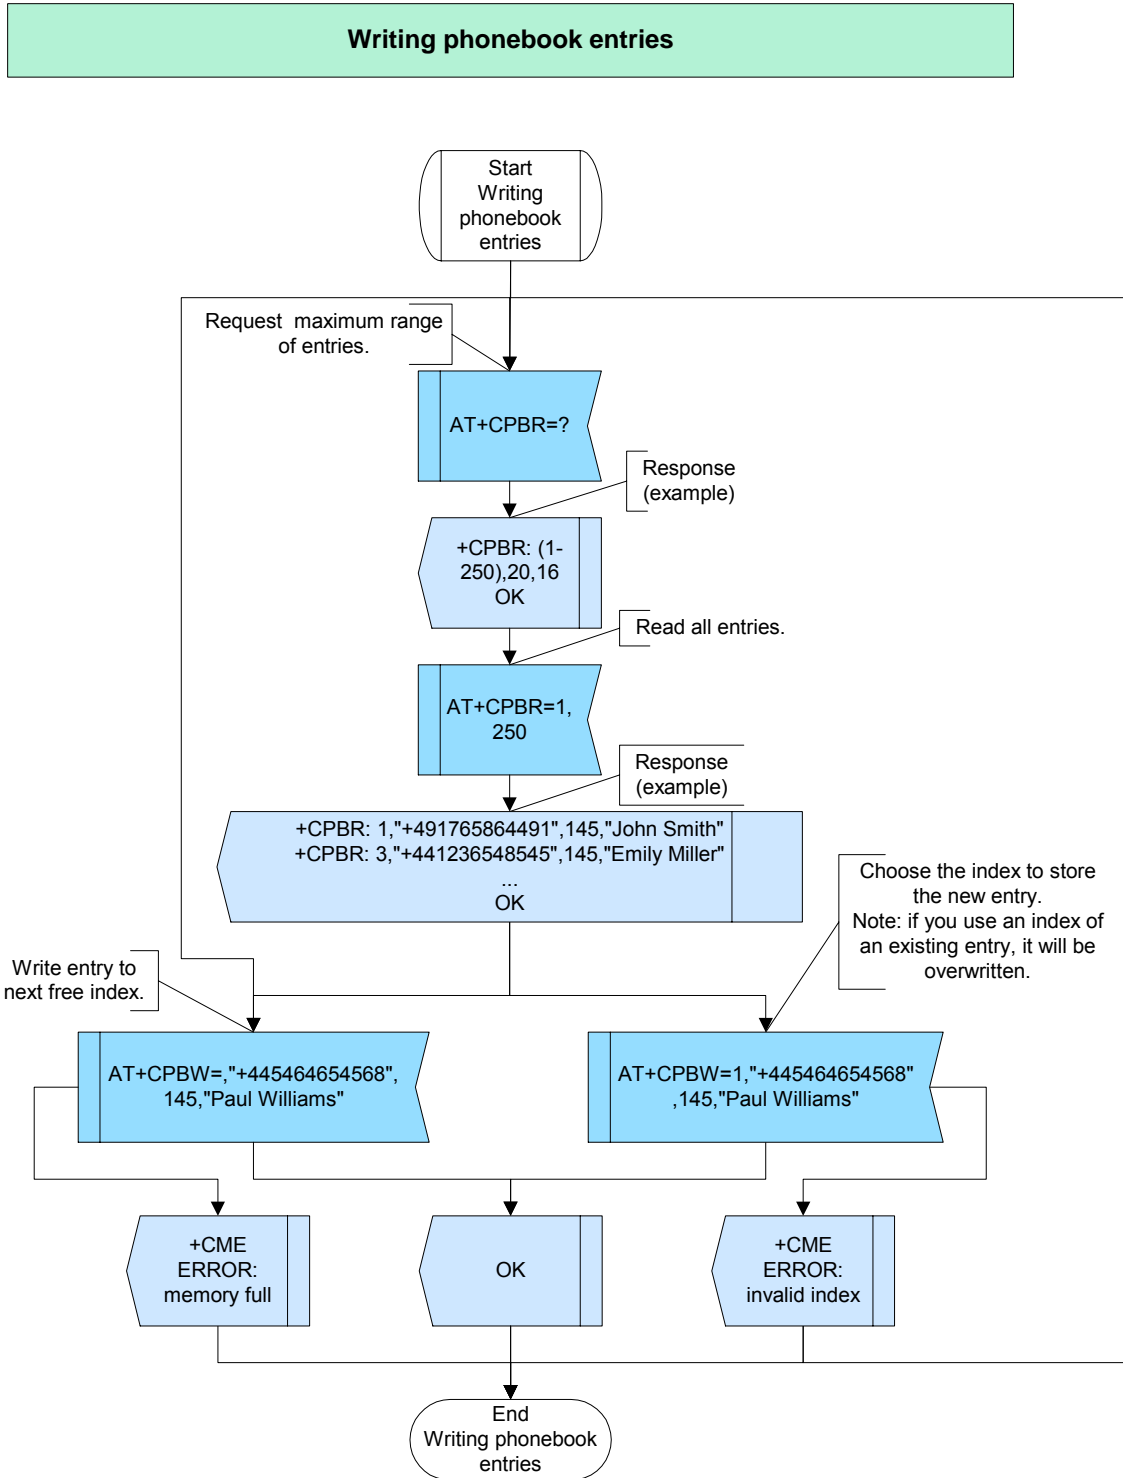 Writing phonebook entries
Start
Writing
phonebook
entries
Request maximum range
of entries.
AT+CPBR=?
Response
(example)
+CPBR: (1-
250),20,16
OK
Read all entries.
AT+CPBR=1,
250
Response
(example)
+CPBR: 1,"+491765864491",145,"John Smith"
+CPBR: 3,"+441236548545",145,"Emily Miller"
...
OK
Choose the index to store
the new entry.
Note: if you use an index of
an existing entry, it will be
overwritten.
Write entry to
next free index.
AT+CPBW=,"+445464654568",
145,"Paul Williams"
AT+CPBW=1,"+445464654568"
,145,"Paul Williams"
+CME
ERROR:
memory full
OK
+CME
ERROR:
invalid index
End
Writing phonebook
entries